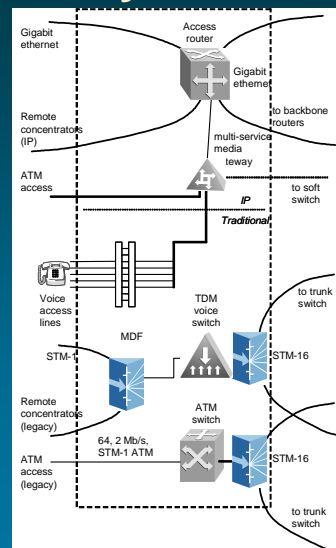 Gigabit
ethernet
Access
router
Gigabit
ethernet
Remote
concentrators
(IP)
to backbone
routers
multi-service
media
teway
ATM
access
IP
Traditional
to soft
switch
Voice
access
lines
MDF
TDM
voice
switch
to trunk
switch
STM-1
STM-16
Remote
concentrators
(legacy)
ATM
switch
64, 2 Mb/s,
STM-1 ATM
ATM
access
(legacy)
STM-16
to trunk
switch